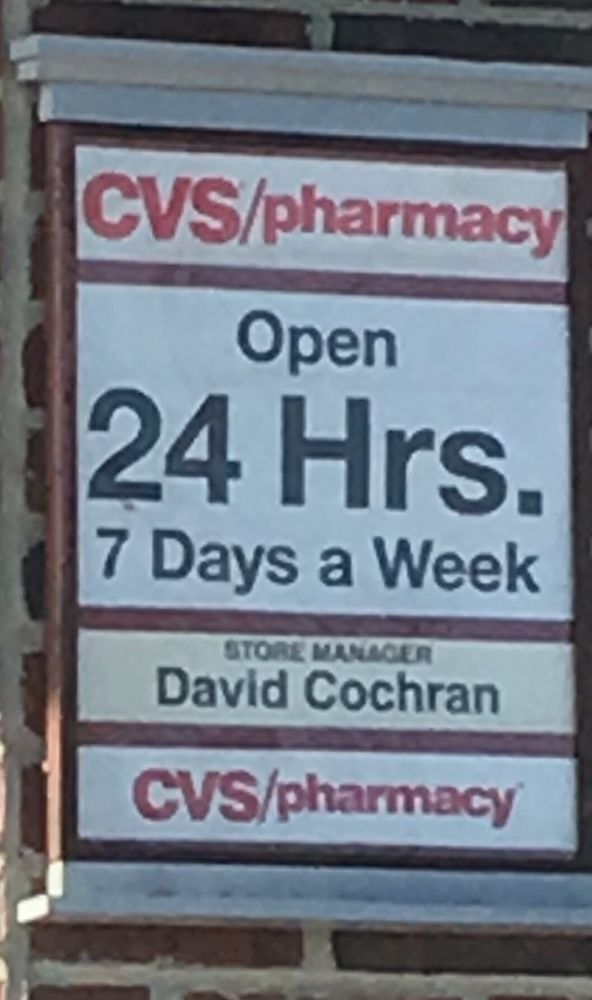 CVS/pharmacy
Open
24 Hrs.
7 Days a Week
STORE MANAGER
David Cochran
CVS/pharmacy